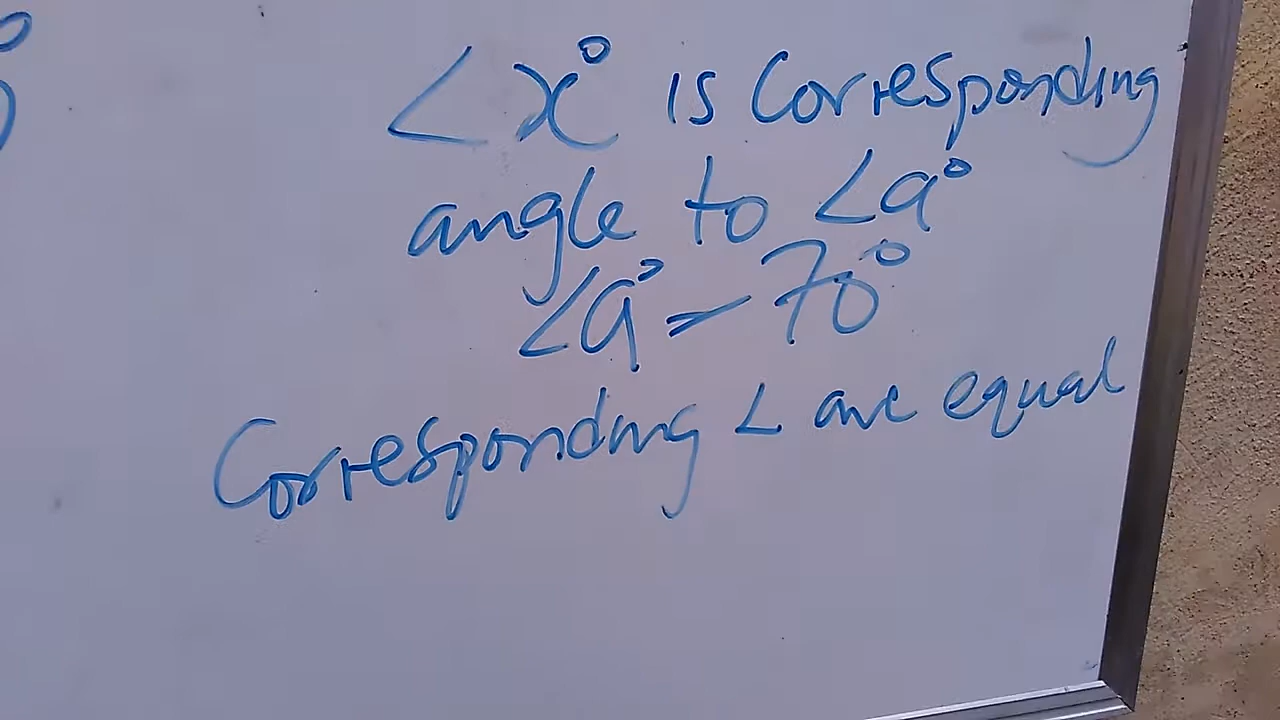 ∠x° is Corresponding
angle to ∠a°
∠a° = 70°
Corresponding ∠ are equal